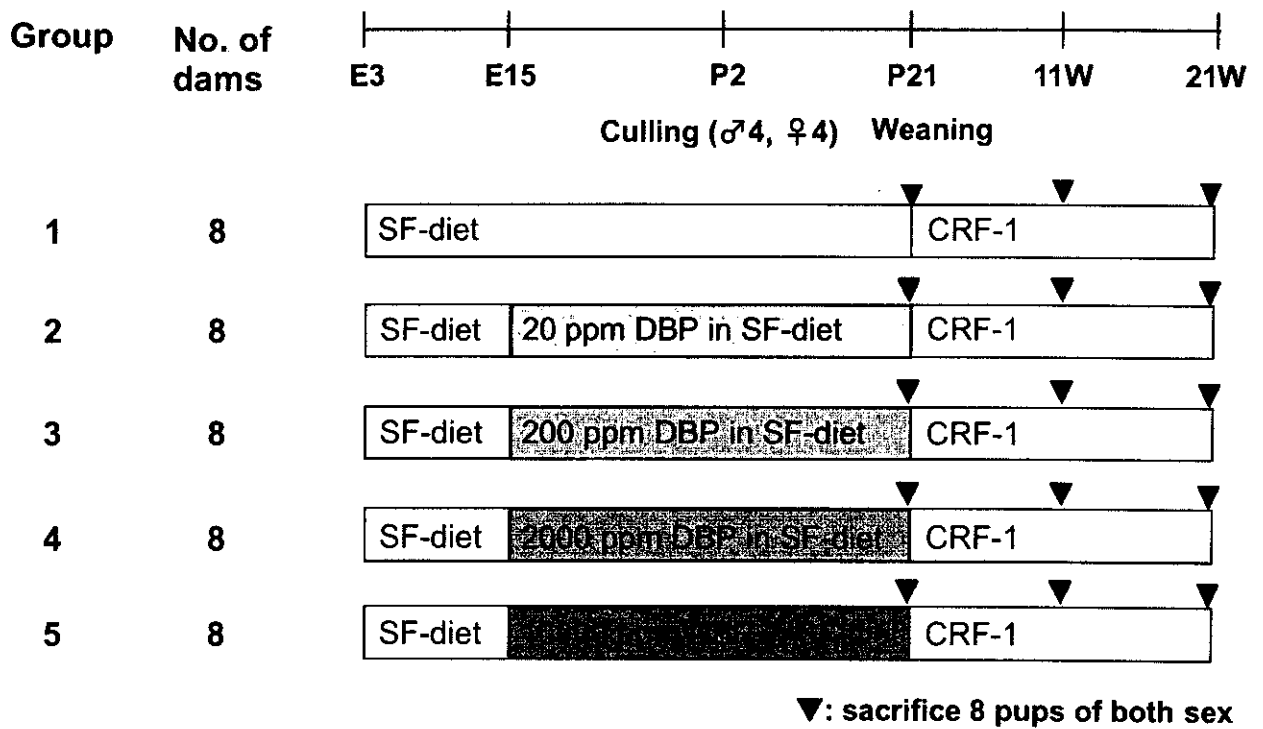 Group No. of dams
E3 E15 P2 P21 11W 21W
Culling (♂4, ♀4) Weaning
1 8 SF-diet CRF-1
2 8 SF-diet 20 ppm DBP in SF-diet CRF-1
3 8 SF-diet 200 ppm DBP in SF-diet CRF-1
4 8 SF-diet 2000 ppm DBP in SF-diet CRF-1
5 8 SF-diet CRF-1
▼: sacrifice 8 pups of both sex